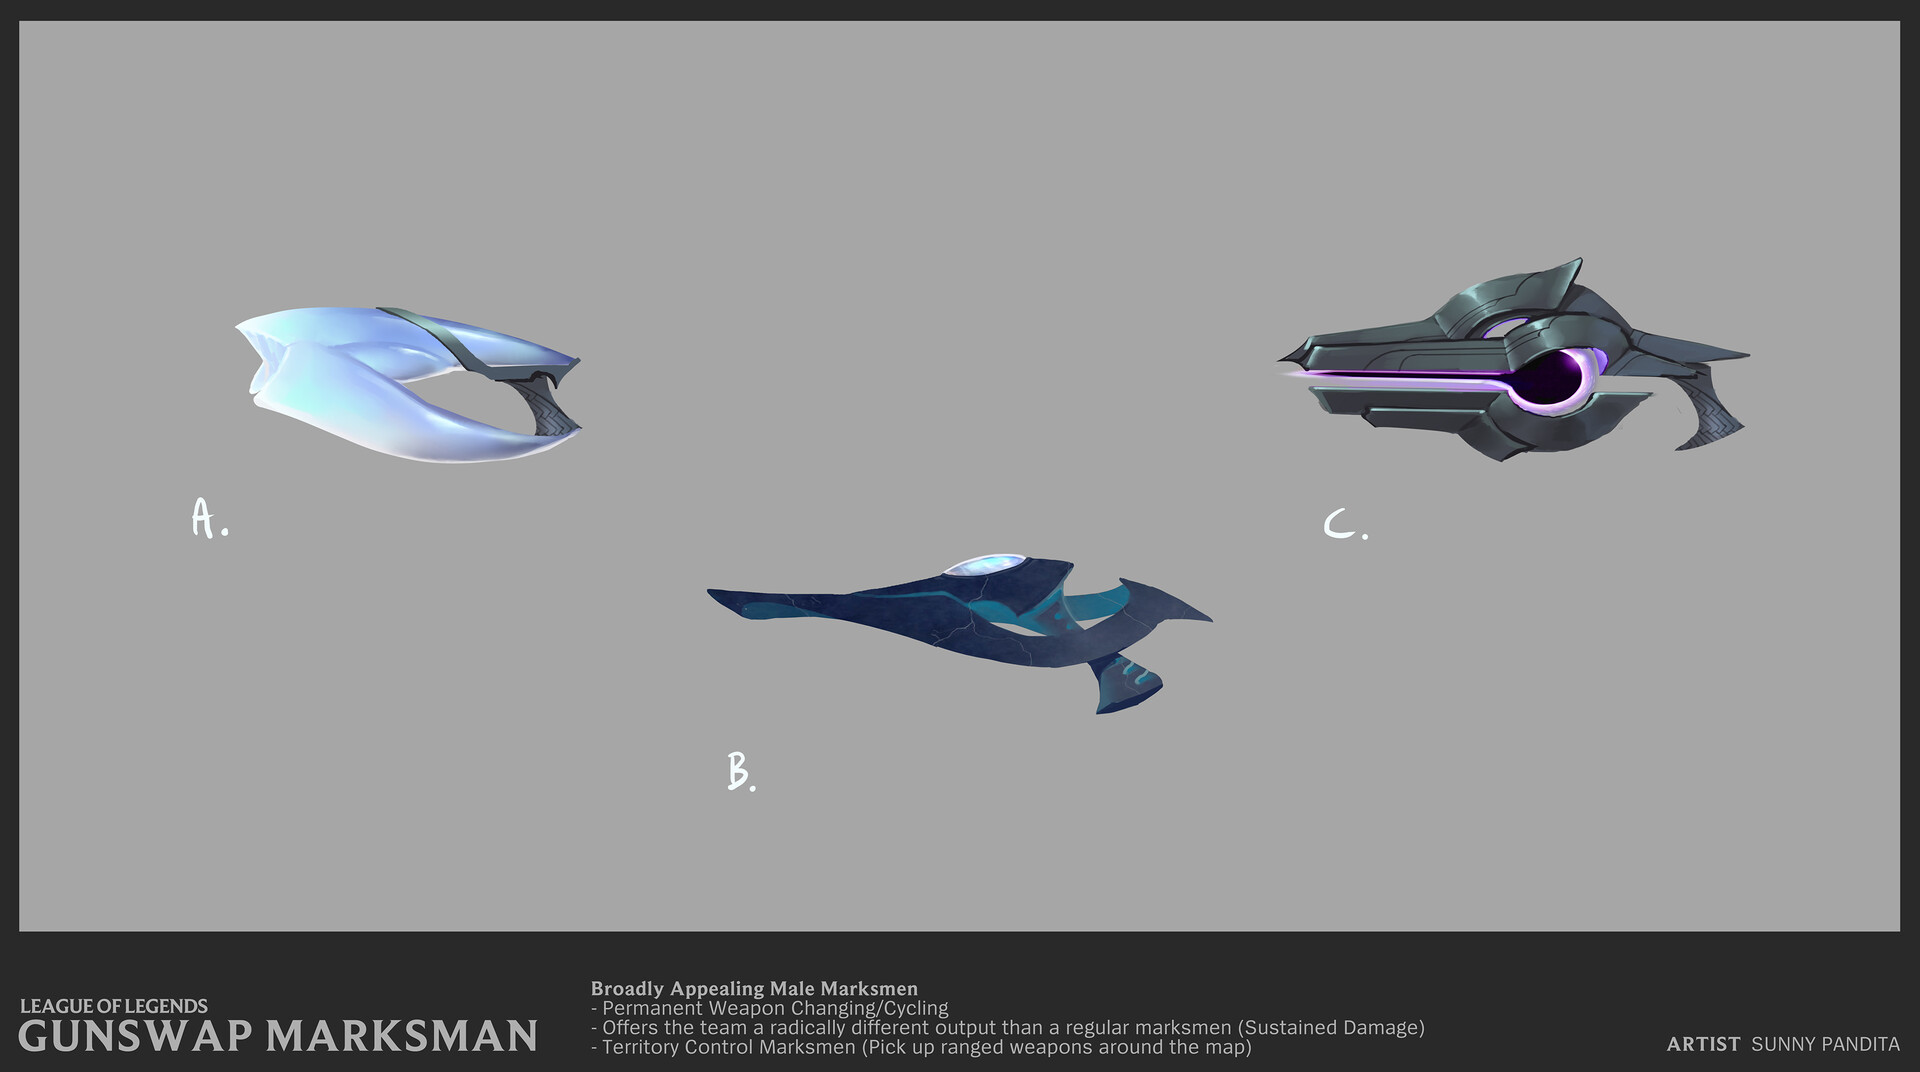 A.
C.
B.
LEAGUE OF LEGENDS
GUNSWAP MARKSMAN
Broadly Appealing Male Marksmen
- Permanent Weapon Changing/Cycling
- Offers the team a radically different output than a regular marksmen (Sustained Damage)
- Territory Control Marksmen (Pick up ranged weapons around the map)
ARTIST SUNNY PANDITA